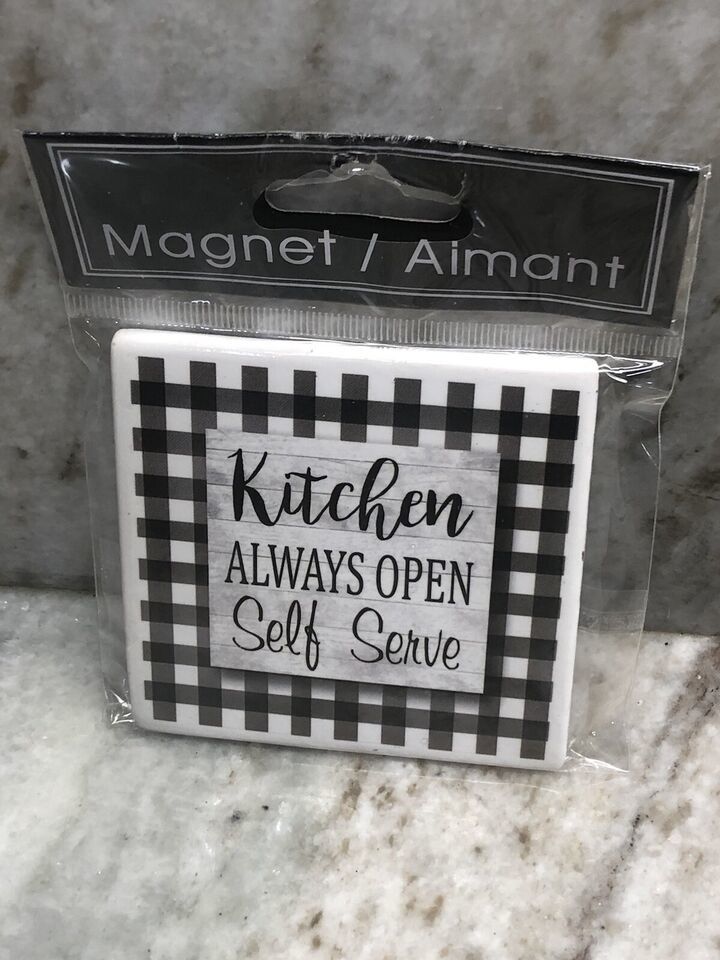 Magnet / Aimant
Kitchen
ALWAYS OPEN
Self Serve